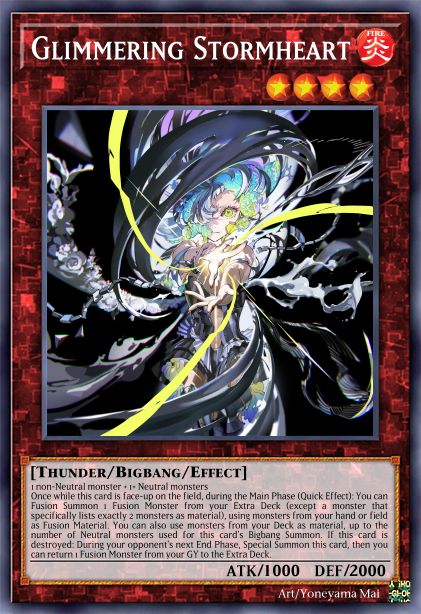 Glimmering Stormheart
FIRE
炎
[Thunder/Bigbang/Effect]
1 non-Neutral monster + 1+ Neutral monsters
Once while this card is face-up on the field, during the Main Phase (Quick Effect): You can
Fusion Summon 1 Fusion Monster from your Extra Deck (except a monster that
specifically lists exactly 2 monsters as material), using monsters from your hand or field
as Fusion Material. You can also use monsters from your Deck as material, up to the
number of Neutral monsters used for this card's Bigbang Summon. If this card is
destroyed: During your opponent's next End Phase, Special Summon this card, then you
can return 1 Fusion Monster from your GY to the Extra Deck.
ATK/1000 DEF/2000
Art/Yoneyama Mai